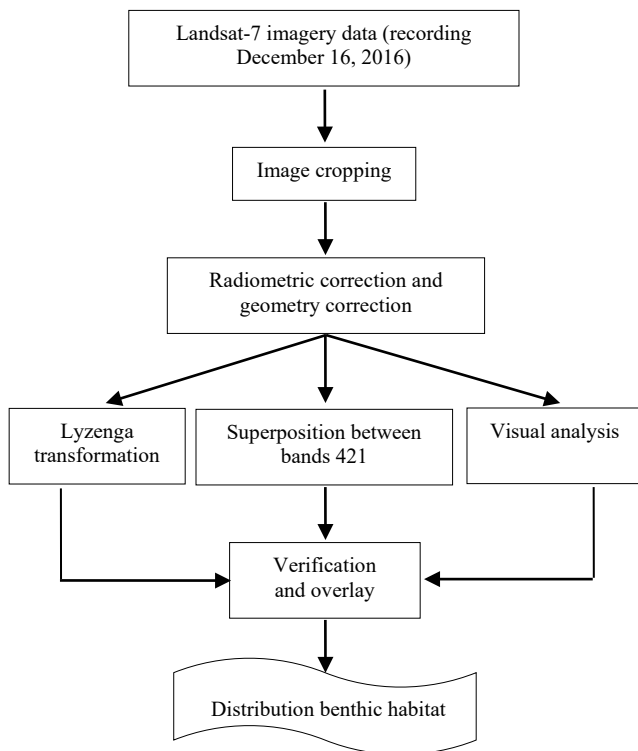 Landsat-7 imagery data (recording
December 16, 2016)
Image cropping
Radiometric correction and
geometry correction
Lyzenga
transformation
Superposition between
bands 421
Visual analysis
Verification
and overlay
Distribution benthic habitat